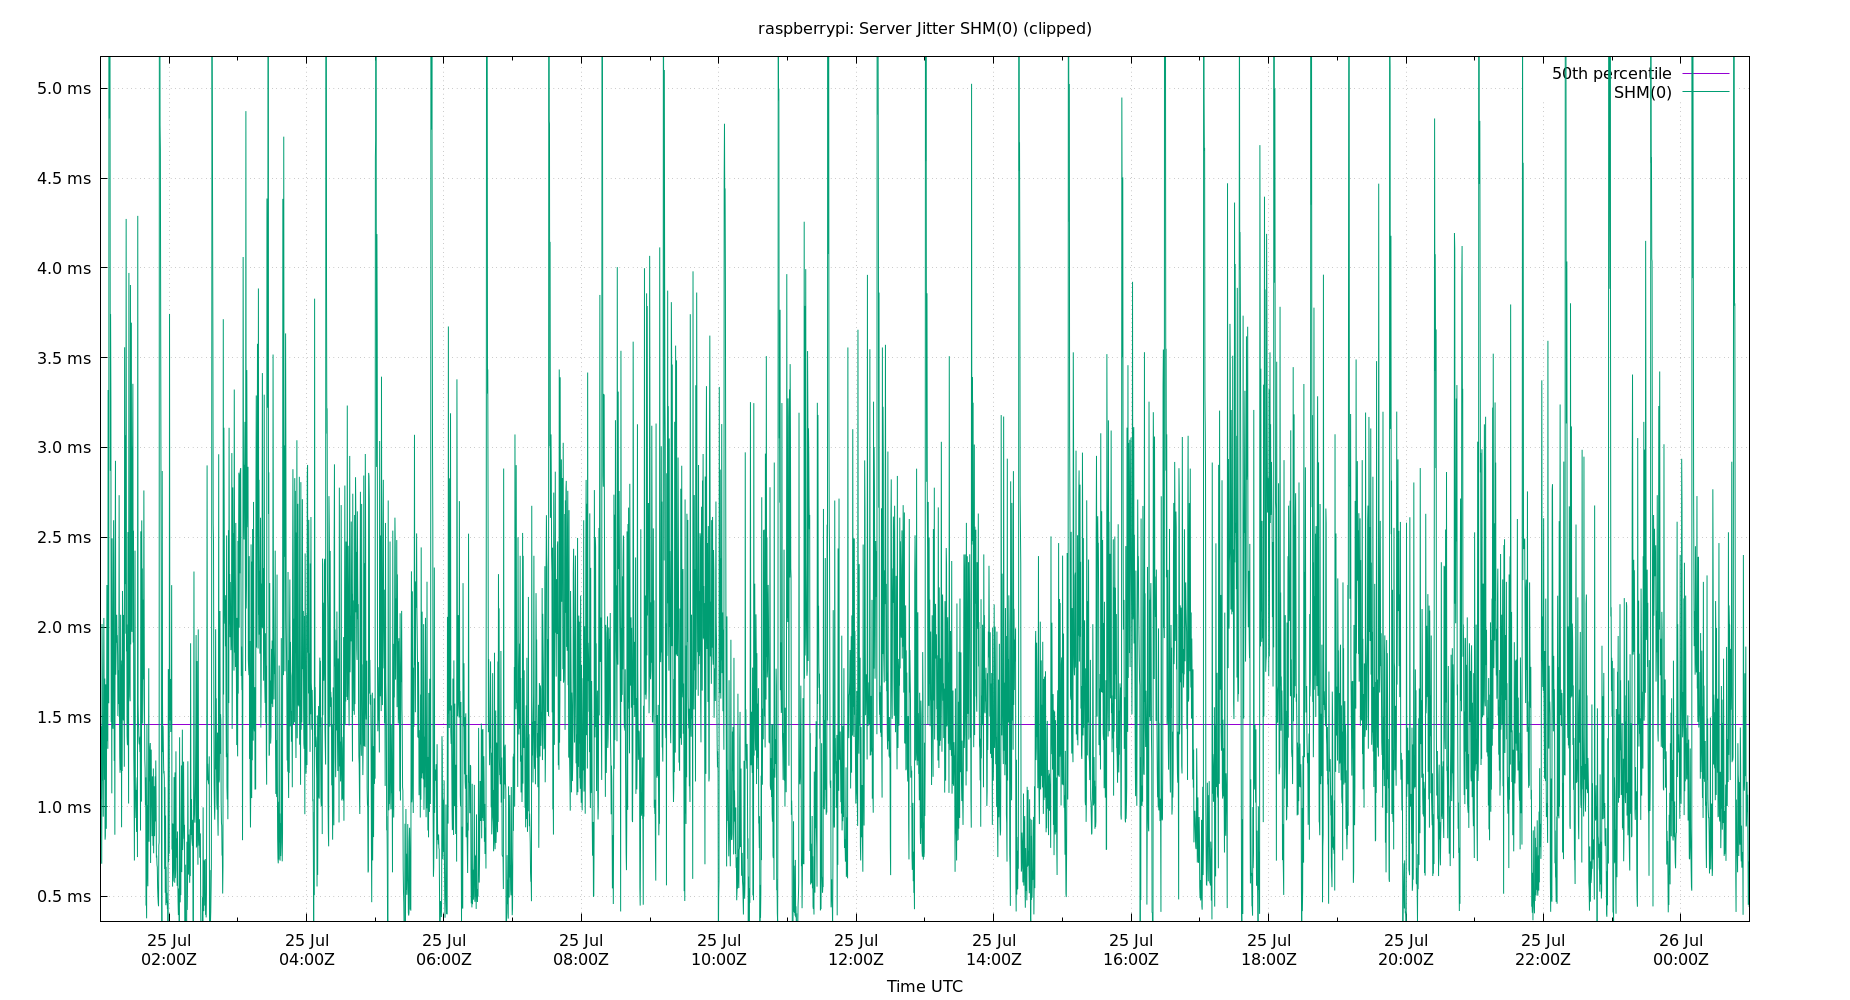 raspberrypi: Server Jitter SHM(0) (clipped)
50th percentile
SHM(0)
5.0 ms
4.5 ms
4.0 ms
3.5 ms
3.0 ms
2.5 ms
2.0 ms
1.5 ms
1.0 ms
0.5 ms
25 Jul 25 Jul 25 Jul 25 Jul 25 Jul 25 Jul 25 Jul 25 Jul 25 Jul 25 Jul 25 Jul 26 Jul
02:00Z 04:00Z 06:00Z 08:00Z 10:00Z 12:00Z 14:00Z 16:00Z 18:00Z 20:00Z 22:00Z 00:00Z
Time UTC